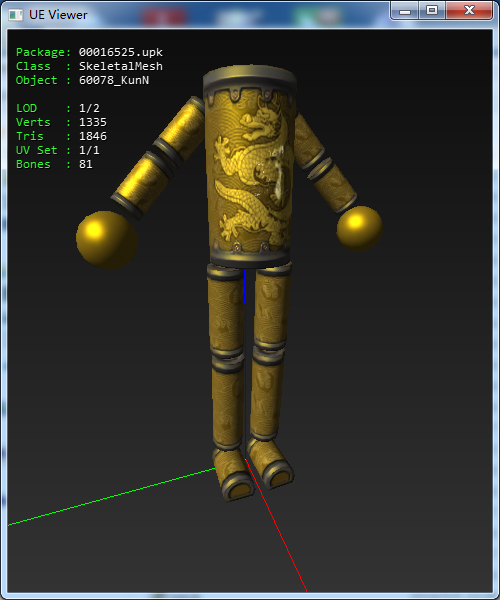 UE Viewer
Package: 00016525.upk
Class : SkeletalMesh
Object : 60078_KunN
LOD : 1/2
Verts : 1335
Tris : 1846
UV Set : 1/1
Bones : 81